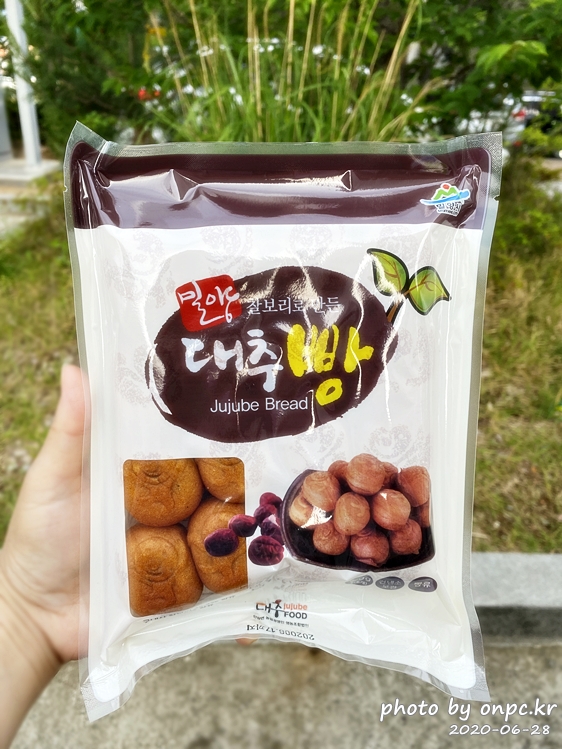 밀양
찰보리로 만든
대추빵
Jujube Bread
대추 jujube
FOOD
photo by onpc.kr
2020-06-28